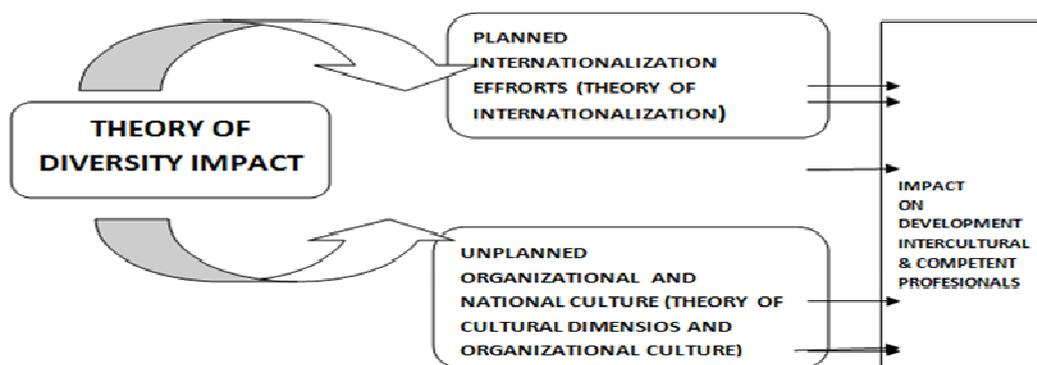 PLANNED
INTERNATIONALIZATION
EFFRORTS (THEORY OF
INTERNATIONALIZATION)
THEORY OF
DIVERSITY IMPACT
IMPACT
ON
DEVELOPMENT
INTERCULTURAL
& COMPETENT
PROFESIONALS
UNPLANNED
ORGANIZATIONAL AND
NATIONAL CULTURE (THEORY OF
CULTURAL DIMENSIOS AND
ORGANIZATIONAL CULTURE)